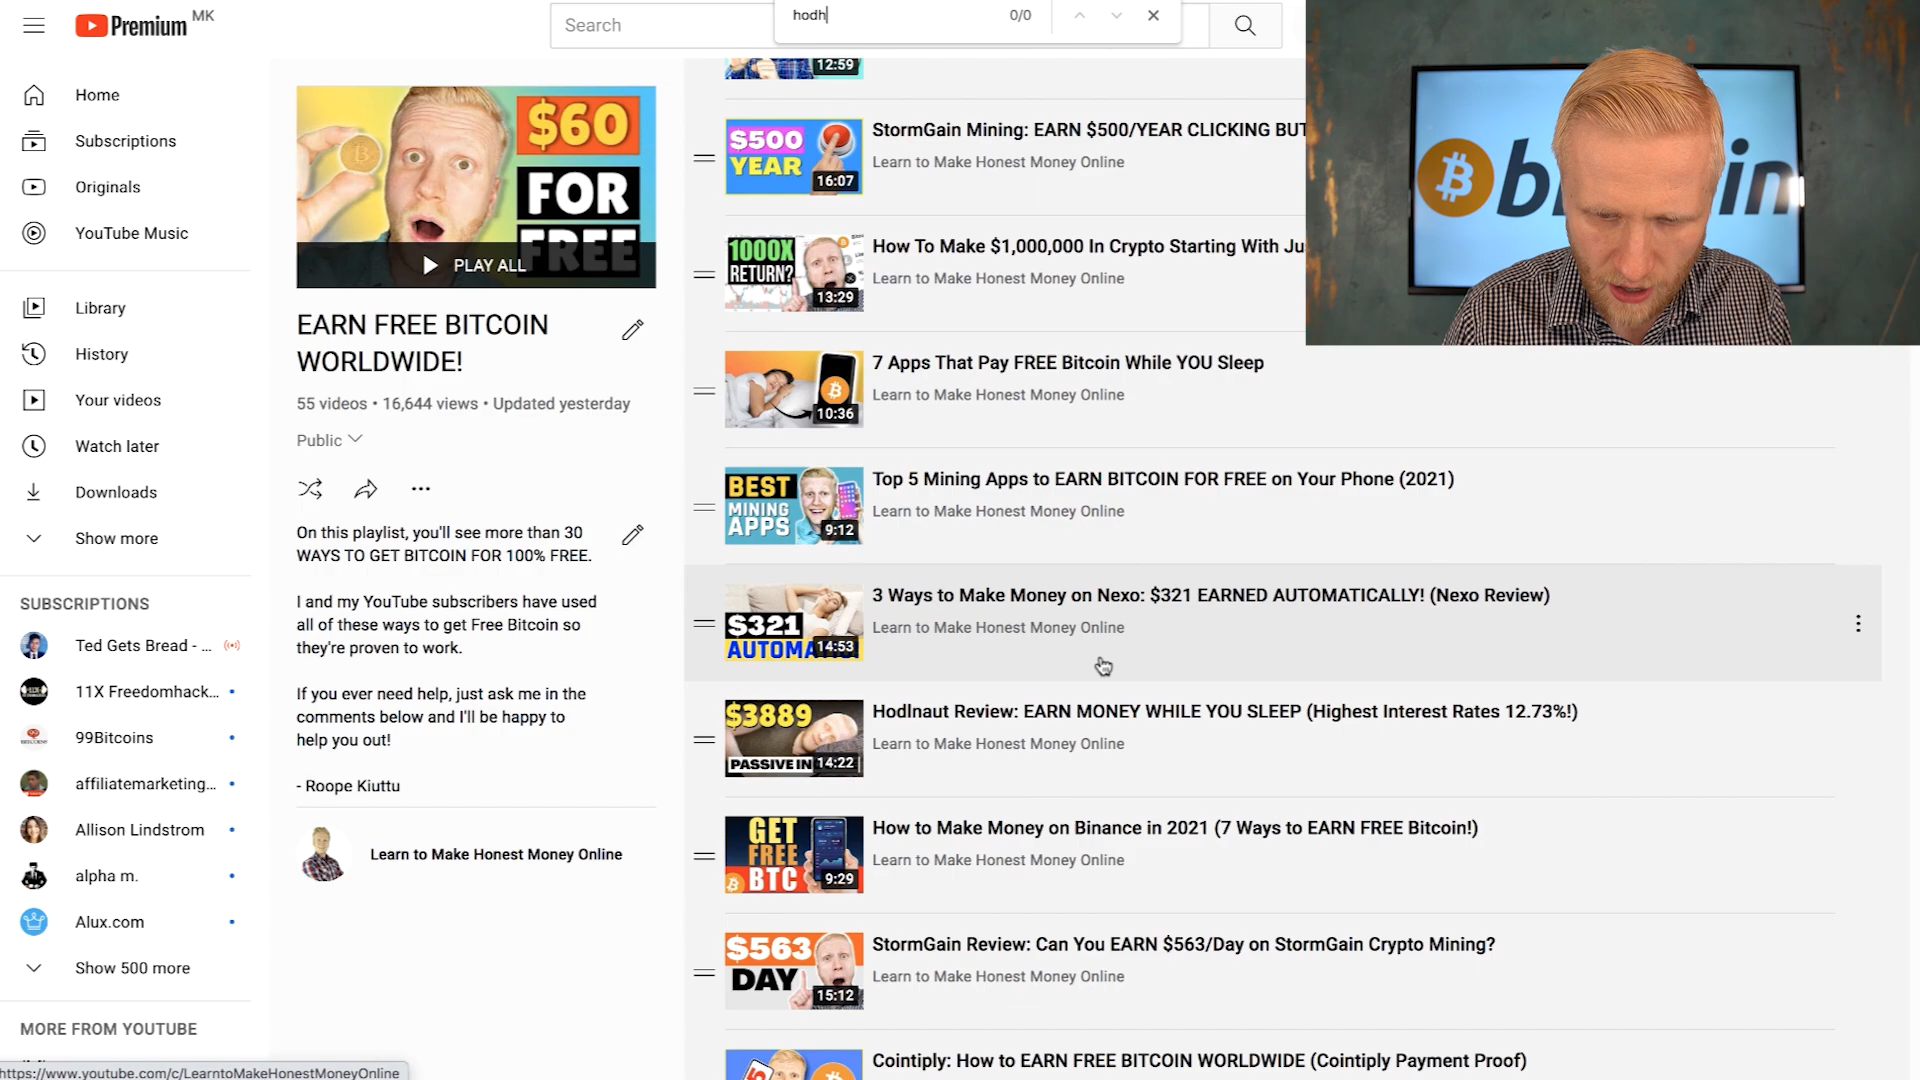 Premium MK
Search
hodh
0/0
Home
Subscriptions
Originals
YouTube Music
Library
History
Your videos
Watch later
Downloads
Show more
SUBSCRIPTIONS
Ted Gets Bread - ...
11X Freedomhack...
99Bitcoins
affiliatemarketing...
Allison Lindstrom
alpha m.
Alux.com
Show 500 more
MORE FROM YOUTUBE
https://www.youtube.com/c/LearntoMakeHonestMoneyOnline
$60
FOR
FREE
PLAY ALL
EARN FREE BITCOIN
WORLDWIDE!
55 videos • 16,644 views • Updated yesterday
Public
On this playlist, you'll see more than 30
WAYS TO GET BITCOIN FOR 100% FREE.
I and my YouTube subscribers have used
all of these ways to get Free Bitcoin so
they're proven to work.
If you ever need help, just ask me in the
comments below and I'll be happy to
help you out!
- Roope Kiuttu
Learn to Make Honest Money Online
12:59
$500
YEAR
16:07
StormGain Mining: EARN $500/YEAR CLICKING BUT
Learn to Make Honest Money Online
1000X
RETURN?
13:29
How To Make $1,000,000 In Crypto Starting With Ju
Learn to Make Honest Money Online
10:36
7 Apps That Pay FREE Bitcoin While YOU Sleep
Learn to Make Honest Money Online
BEST
MINING
APPS
9:12
Top 5 Mining Apps to EARN BITCOIN FOR FREE on Your Phone (2021)
Learn to Make Honest Money Online
$321
AUTOMA
14:53
3 Ways to Make Money on Nexo: $321 EARNED AUTOMATICALLY! (Nexo Review)
Learn to Make Honest Money Online
$3889
PASSIVE IN
14:22
Hodlnaut Review: EARN MONEY WHILE YOU SLEEP (Highest Interest Rates 12.73%!)
Learn to Make Honest Money Online
GET
FREE
BTC
9:29
How to Make Money on Binance in 2021 (7 Ways to EARN FREE Bitcoin!)
Learn to Make Honest Money Online
$563
DAY
15:12
StormGain Review: Can You EARN $563/Day on StormGain Crypto Mining?
Learn to Make Honest Money Online
Cointiply: How to EARN FREE BITCOIN WORLDWIDE (Cointiply Payment Proof)